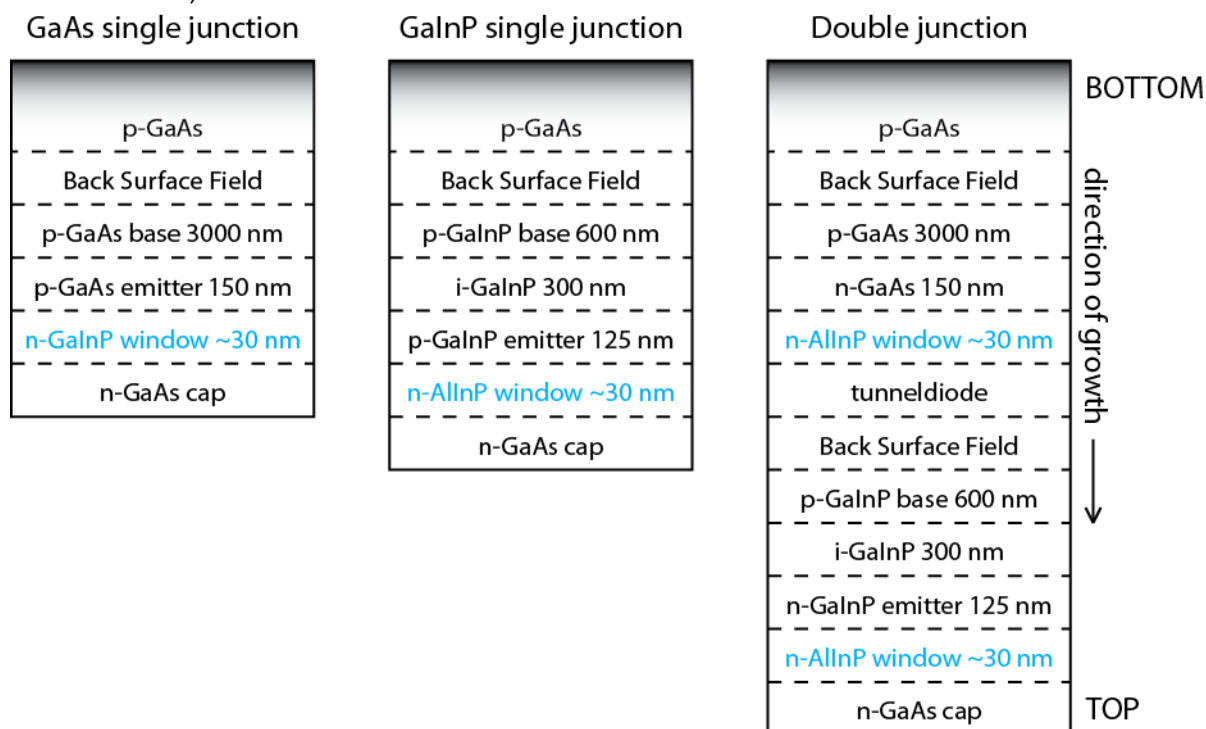 GaAs single junction
p-GaAs
Back Surface Field
p-GaAs base 3000 nm
p-GaAs emitter 150 nm
n-GaInP window ~30 nm
n-GaAs cap
GaInP single junction
p-GaAs
Back Surface Field
p-GaInP base 600 nm
i-GaInP 300 nm
p-GaInP emitter 125 nm
n-AlInP window ~30 nm
n-GaAs cap
Double junction
p-GaAs
Back Surface Field
p-GaAs 3000 nm
n-GaAs 150 nm
n-AlInP window ~30 nm
tunneldiode
Back Surface Field
p-GaInP base 600 nm
i-GaInP 300 nm
n-GaInP emitter 125 nm
n-AlInP window ~30 nm
n-GaAs cap
BOTTOM
direction of growth
TOP